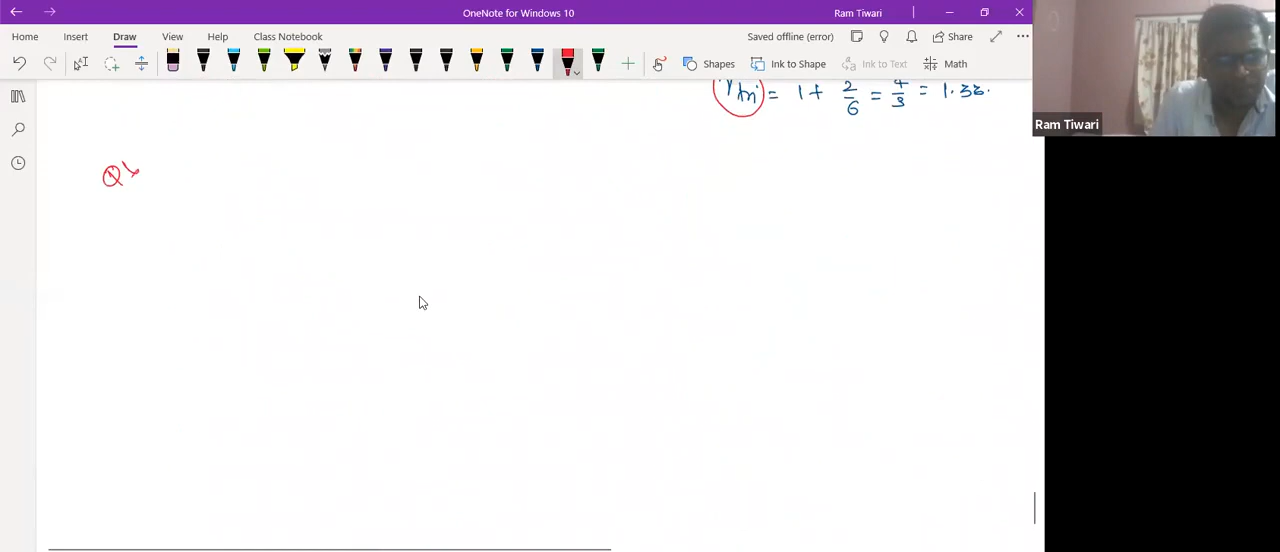 OneNote for Windows 10
Ram Tiwari
Home Insert Draw View Help Class Notebook
Saved offline (error)
Share
Shapes
Ink to Shape
Ink to Text
Math
= 1 + 2/6 = 4/3 = 1.33.
Ram Tiwari
Q